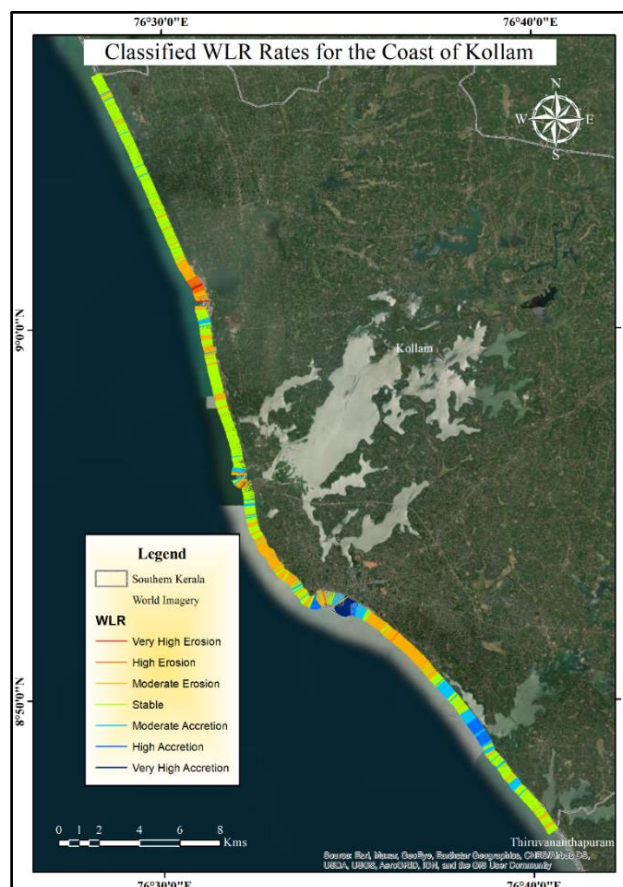 76°30'0"E 76°40'0"E
Classified WLR Rates for the Coast of Kollam
N
W E
S
9°0'0"N
Kollam
8°50'0"N
Legend
Southern Kerala
World Imagery
WLR
Very High Erosion
High Erosion
Moderate Erosion
Stable
Moderate Accretion
High Accretion
Very High Accretion
0 1 2 4 6 8
Kms
Thiruvananthapuram
Source: Esri, Maxar, GeoEye, Earthstar Geographics, CNES/Airbus DS,
USDA, USGS, AeroGRID, IGN, and the GIS User Community
76°30'0"E 76°40'0"E